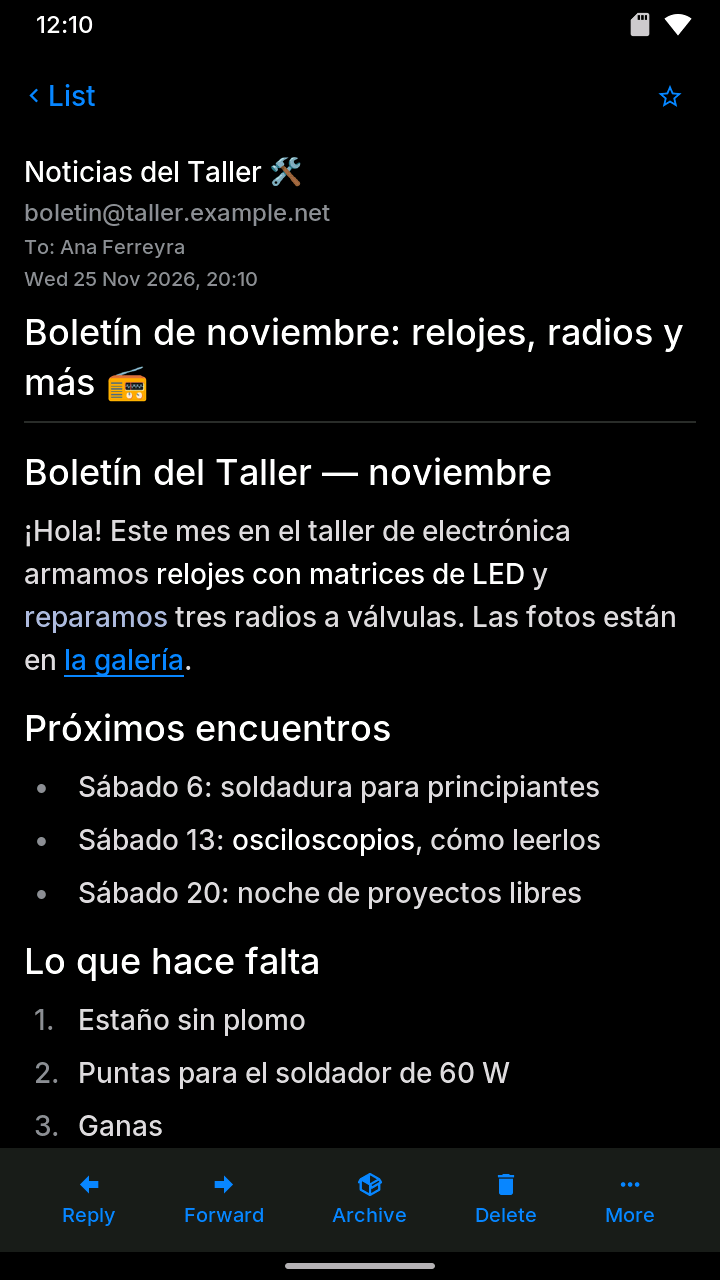 12:10
List
Noticias del Taller 🛠️
boletin@taller.example.net
To: Ana Ferreyra
Wed 25 Nov 2026, 20:10
Boletín de noviembre: relojes, radios y
más 📻
Boletín del Taller — noviembre
¡Hola! Este mes en el taller de electrónica
armamos relojes con matrices de LED y
reparamos tres radios a válvulas. Las fotos están
en la galería.
Próximos encuentros
• Sábado 6: soldadura para principiantes
• Sábado 13: osciloscopios, cómo leerlos
• Sábado 20: noche de proyectos libres
Lo que hace falta
1. Estaño sin plomo
2. Puntas para el soldador de 60 W
3. Ganas
Reply Forward Archive Delete More